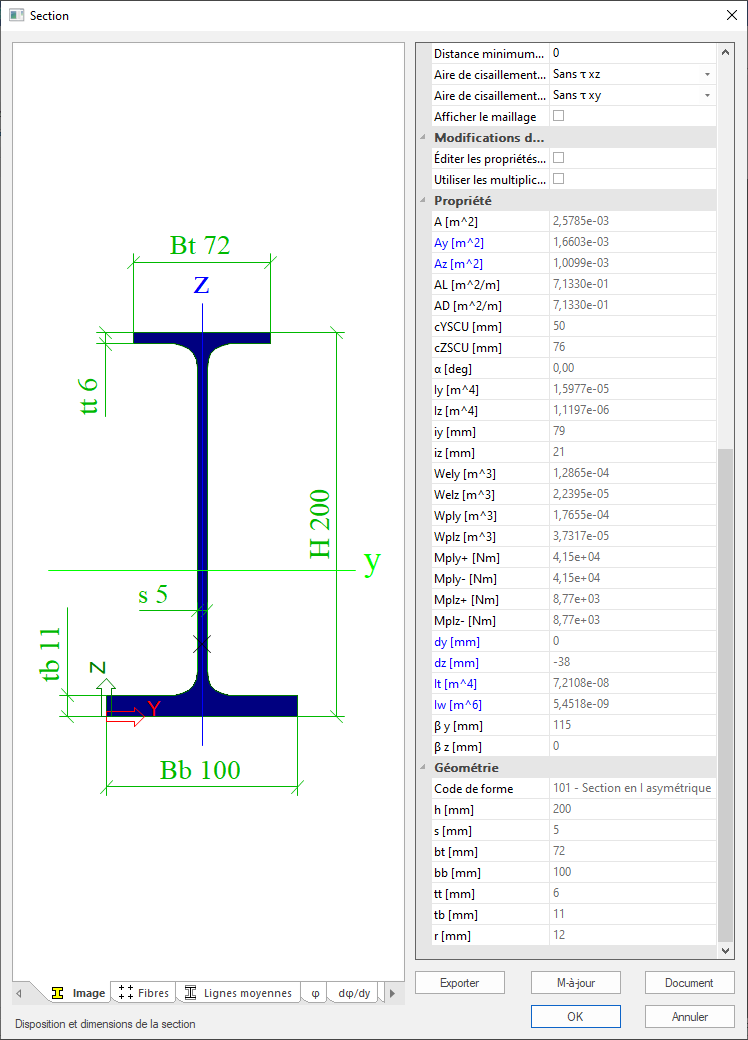 Section
Bt 72
z
tt 6
H 200
y
s 5
tb 11
Z
Y
Bb 100
Image
Fibres
Lignes moyennes
φ
dφ/dy
Disposition et dimensions de la section
Distance minimum... 0
Aire de cisaillement... Sans τ xz
Aire de cisaillement... Sans τ xy
Afficher le maillage
Modifications d...
Éditer les propriétés...
Utiliser les multiplic...
Propriété
A [m^2] 2,5785e-03
Ay [m^2] 1,6603e-03
Az [m^2] 1,0099e-03
AL [m^2/m] 7,1330e-01
AD [m^2/m] 7,1330e-01
cYSCU [mm] 50
cZSCU [mm] 76
α [deg] 0,00
Iy [m^4] 1,5977e-05
Iz [m^4] 1,1197e-06
iy [mm] 79
iz [mm] 21
Wely [m^3] 1,2865e-04
Welz [m^3] 2,2395e-05
Wply [m^3] 1,7655e-04
Wplz [m^3] 3,7317e-05
Mply+ [Nm] 4,15e+04
Mply- [Nm] 4,15e+04
Mplz+ [Nm] 8,77e+03
Mplz- [Nm] 8,77e+03
dy [mm] 0
dz [mm] -38
It [m^4] 7,2108e-08
Iw [m^6] 5,4518e-09
β y [mm] 115
β z [mm] 0
Géométrie
Code de forme 101 - Section en I asymétrique
h [mm] 200
s [mm] 5
bt [mm] 72
bb [mm] 100
tt [mm] 6
tb [mm] 11
r [mm] 12
Exporter
M-à-jour
Document
OK
Annuler